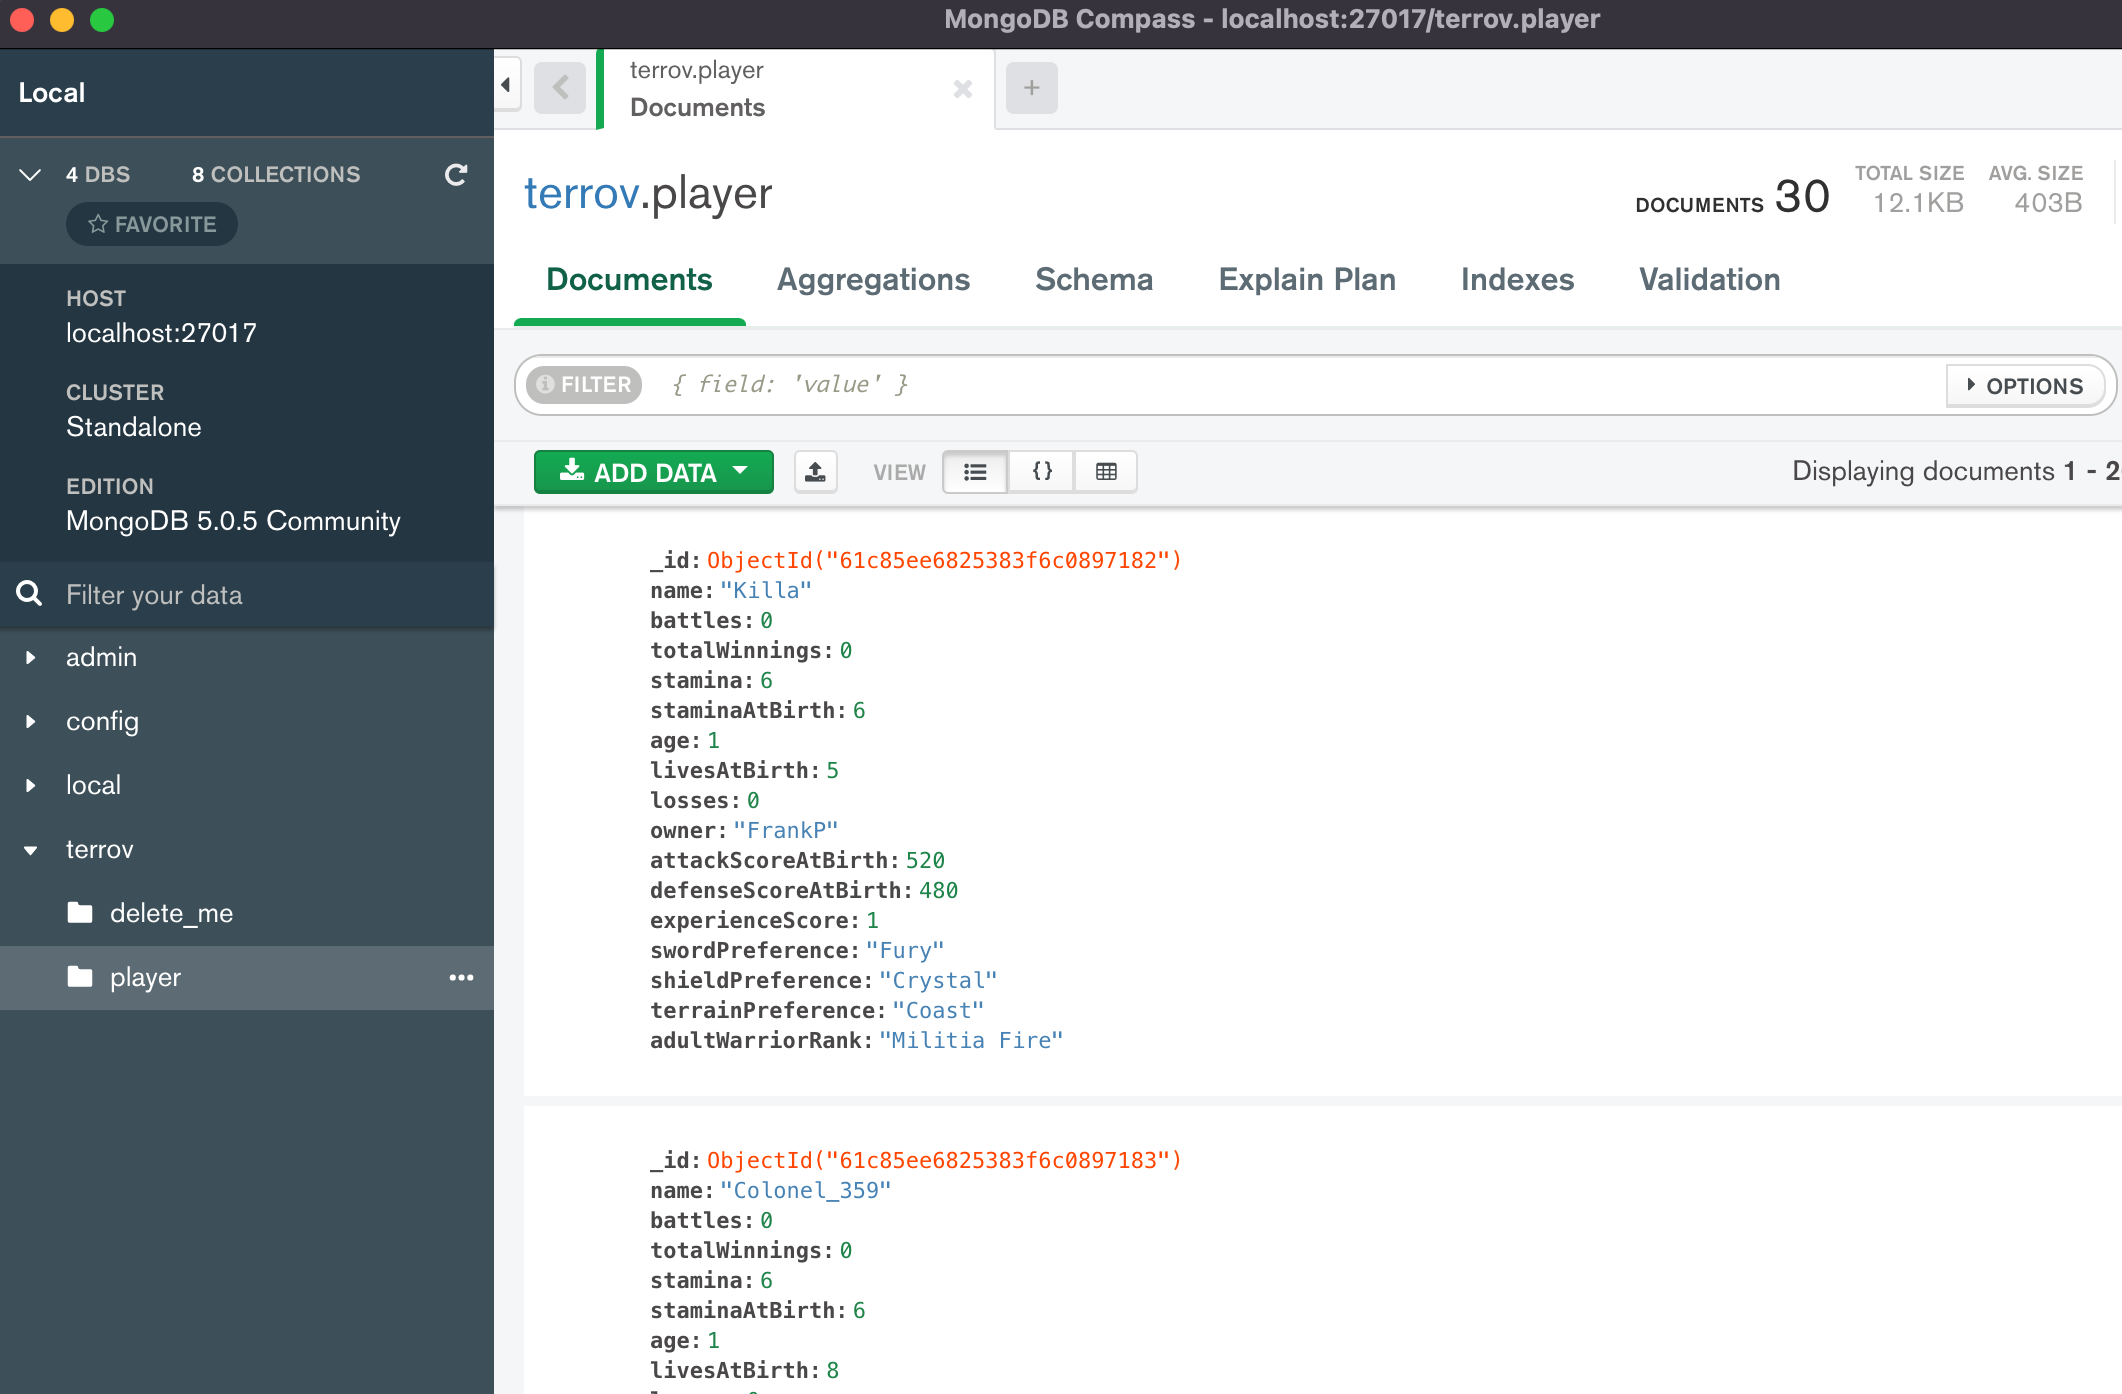 MongoDB Compass - localhost:27017/terrov.player
Local
4 DBS 8 COLLECTIONS
FAVORITE
HOST
localhost:27017
CLUSTER
Standalone
EDITION
MongoDB 5.0.5 Community
Filter your data
admin
config
local
terrov
delete_me
player
terrov.player
Documents
terrov.player
DOCUMENTS 30
TOTAL SIZE
12.1KB
AVG. SIZE
403B
Documents Aggregations Schema Explain Plan Indexes Validation
FILTER { field: 'value' } OPTIONS
ADD DATA VIEW {} Displaying documents 1 - 2
_id: ObjectId("61c85ee6825383f6c0897182")
name: "Killa"
battles: 0
totalWinnings: 0
stamina: 6
staminaAtBirth: 6
age: 1
livesAtBirth: 5
losses: 0
owner: "FrankP"
attackScoreAtBirth: 520
defenseScoreAtBirth: 480
experienceScore: 1
swordPreference: "Fury"
shieldPreference: "Crystal"
terrainPreference: "Coast"
adultWarriorRank: "Militia Fire"
_id: ObjectId("61c85ee6825383f6c0897183")
name: "Colonel_359"
battles: 0
totalWinnings: 0
stamina: 6
staminaAtBirth: 6
age: 1
livesAtBirth: 8